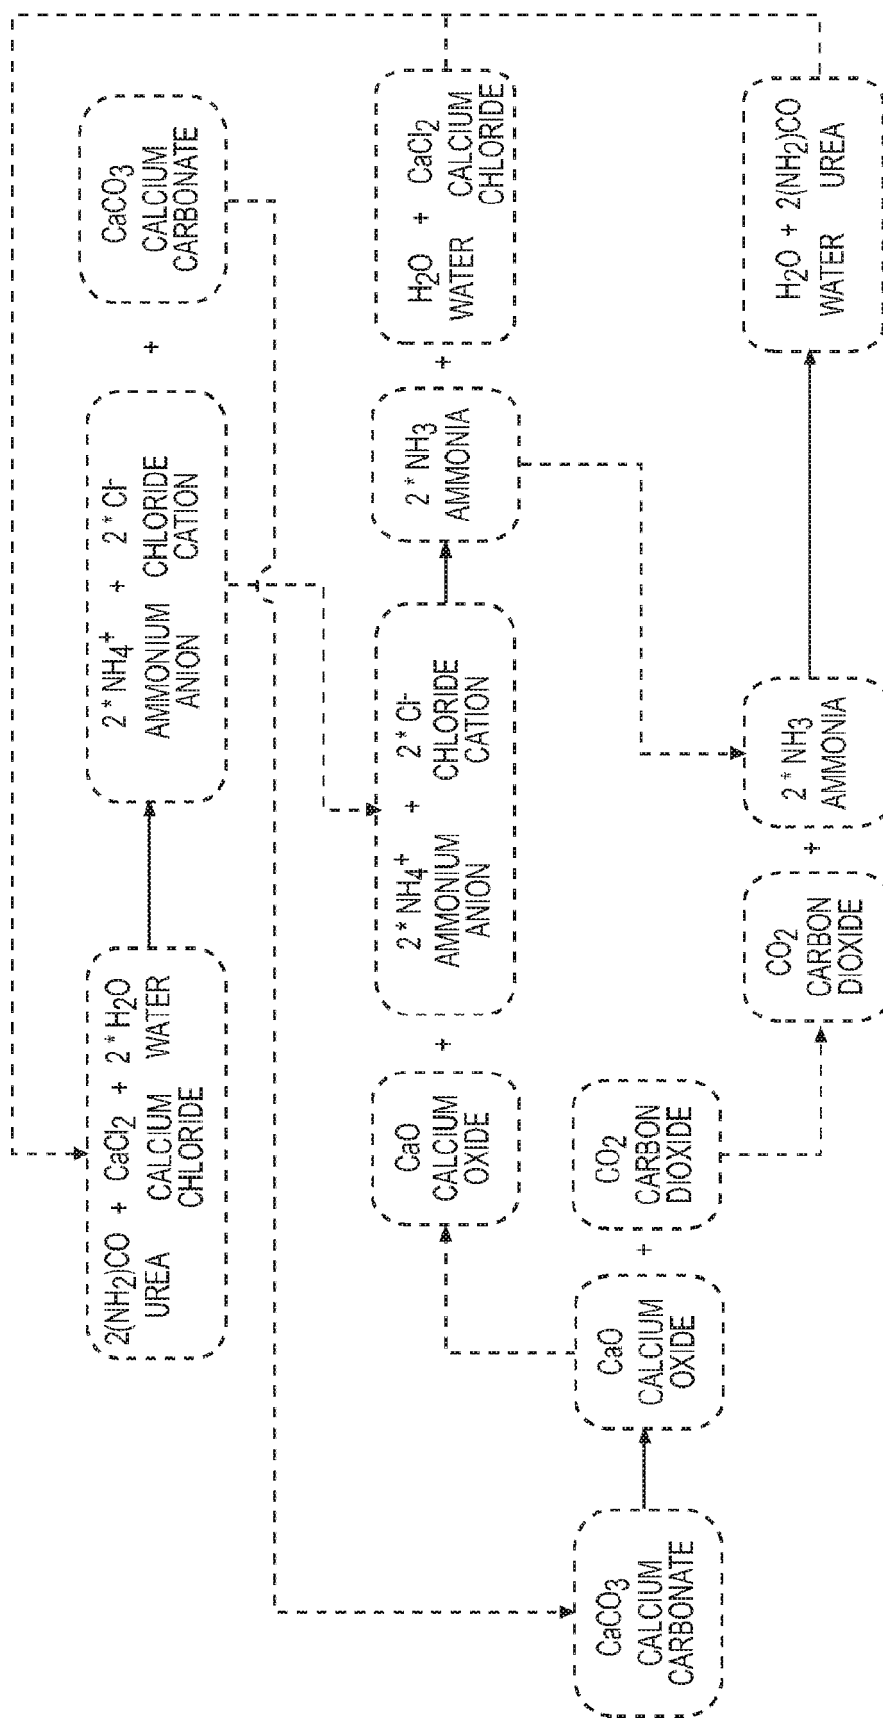 2(NH2)CO + CaCl2 + 2*H2O
UREA CALCIUM WATER
CHLORIDE
2*NH4+ + 2*Cl-
AMMONIUM CHLORIDE
ANION CATION
+
CaCO3
CALCIUM
CARBONATE
CaO
CALCIUM
OXIDE
+
2*NH4+ + 2*Cl-
AMMONIUM CHLORIDE
ANION CATION
2*NH3
AMMONIA
+
H2O + CaCl2
WATER CALCIUM
CHLORIDE
CaCO3
CALCIUM
CARBONATE
CaO
CALCIUM
OXIDE
+
CO2
CARBON
DIOXIDE
CO2
CARBON
DIOXIDE
+
2*NH3
AMMONIA
H2O + 2(NH2)CO
WATER UREA